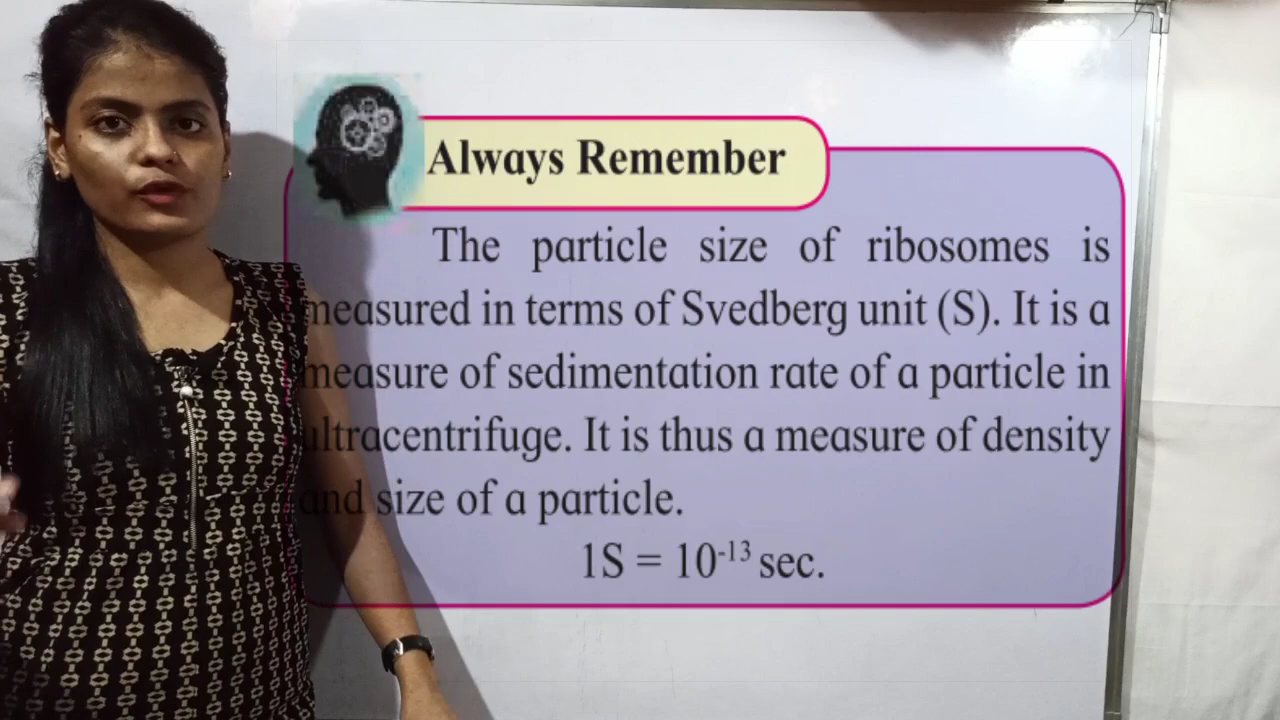 Always Remember
The particle size of ribosomes is
measured in terms of Svedberg unit (S). It is a
measure of sedimentation rate of a particle in
ultracentrifuge. It is thus a measure of density
and size of a particle.
1S = 10⁻¹³ sec.